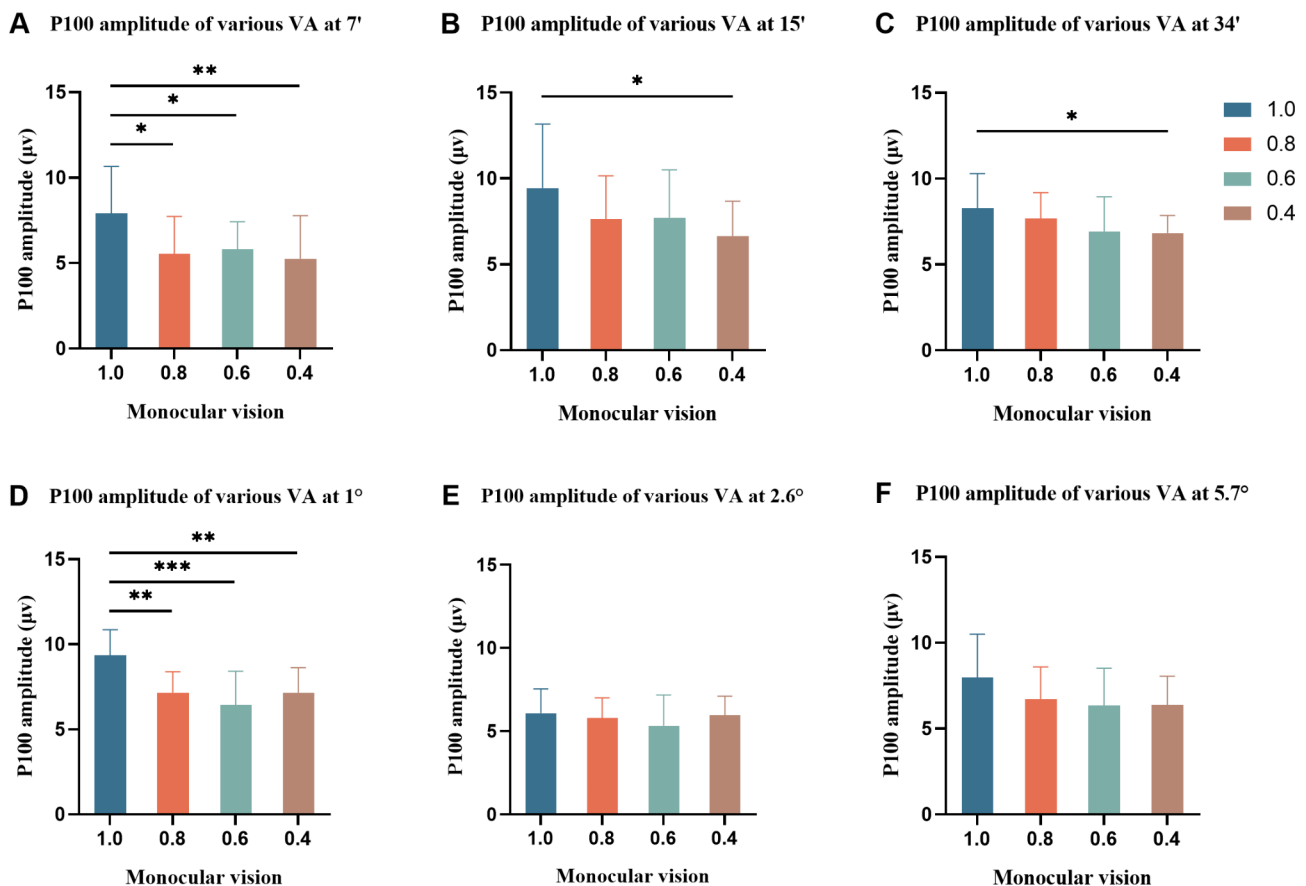 A P100 amplitude of various VA at 7'
15
10
5
0
P100 amplitude (μv)
**
*
*
1.0 0.8 0.6 0.4
Monocular vision
B P100 amplitude of various VA at 15'
15
10
5
0
P100 amplitude (μv)
*
1.0 0.8 0.6 0.4
Monocular vision
C P100 amplitude of various VA at 34'
15
10
5
0
P100 amplitude (μv)
*
1.0 0.8 0.6 0.4
Monocular vision
1.0
0.8
0.6
0.4
D P100 amplitude of various VA at 1°
15
10
5
0
P100 amplitude (μv)
**
***
**
1.0 0.8 0.6 0.4
Monocular vision
E P100 amplitude of various VA at 2.6°
15
10
5
0
P100 amplitude (μv)
1.0 0.8 0.6 0.4
Monocular vision
F P100 amplitude of various VA at 5.7°
15
10
5
0
P100 amplitude (μv)
1.0 0.8 0.6 0.4
Monocular vision